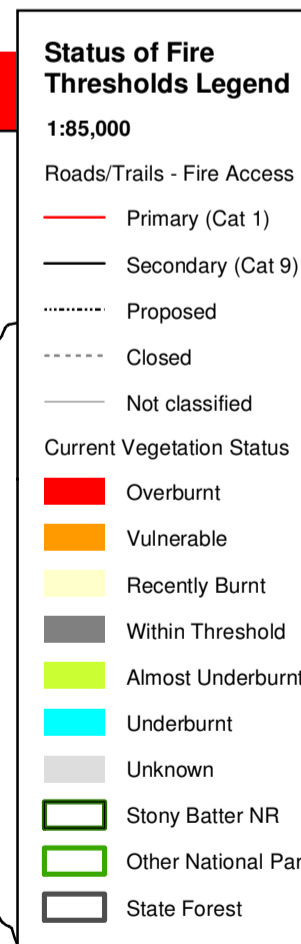 Status of Fire
Thresholds Legend
1:85,000
Roads/Trails - Fire Access
Primary (Cat 1)
Secondary (Cat 9)
Proposed
Closed
Not classified
Current Vegetation Status
Overburnt
Vulnerable
Recently Burnt
Within Threshold
Almost Underburnt
Underburnt
Unknown
Stony Batter NR
Other National Par
State Forest